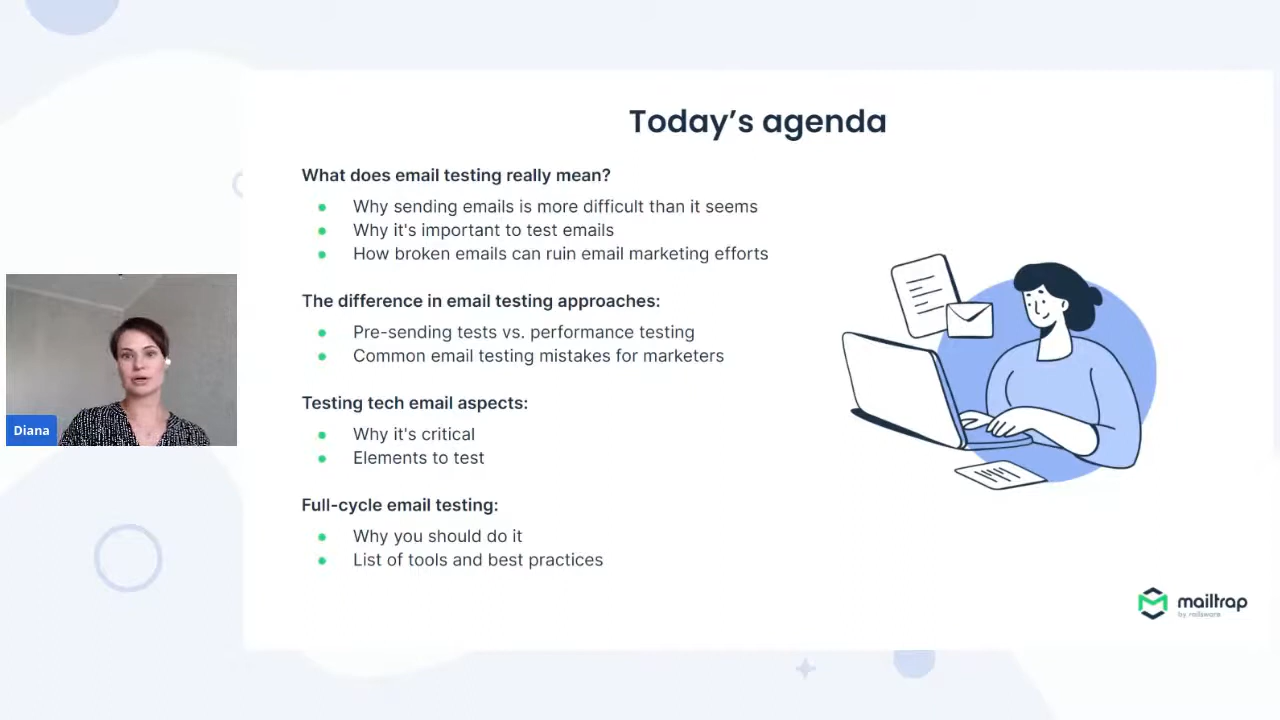 Today’s agenda
What does email testing really mean?
Why sending emails is more difficult than it seems
Why it's important to test emails
How broken emails can ruin email marketing efforts
The difference in email testing approaches:
Pre-sending tests vs. performance testing
Common email testing mistakes for marketers
Testing tech email aspects:
Why it's critical
Elements to test
Full-cycle email testing:
Why you should do it
List of tools and best practices
Diana
mailtrap
by railsware